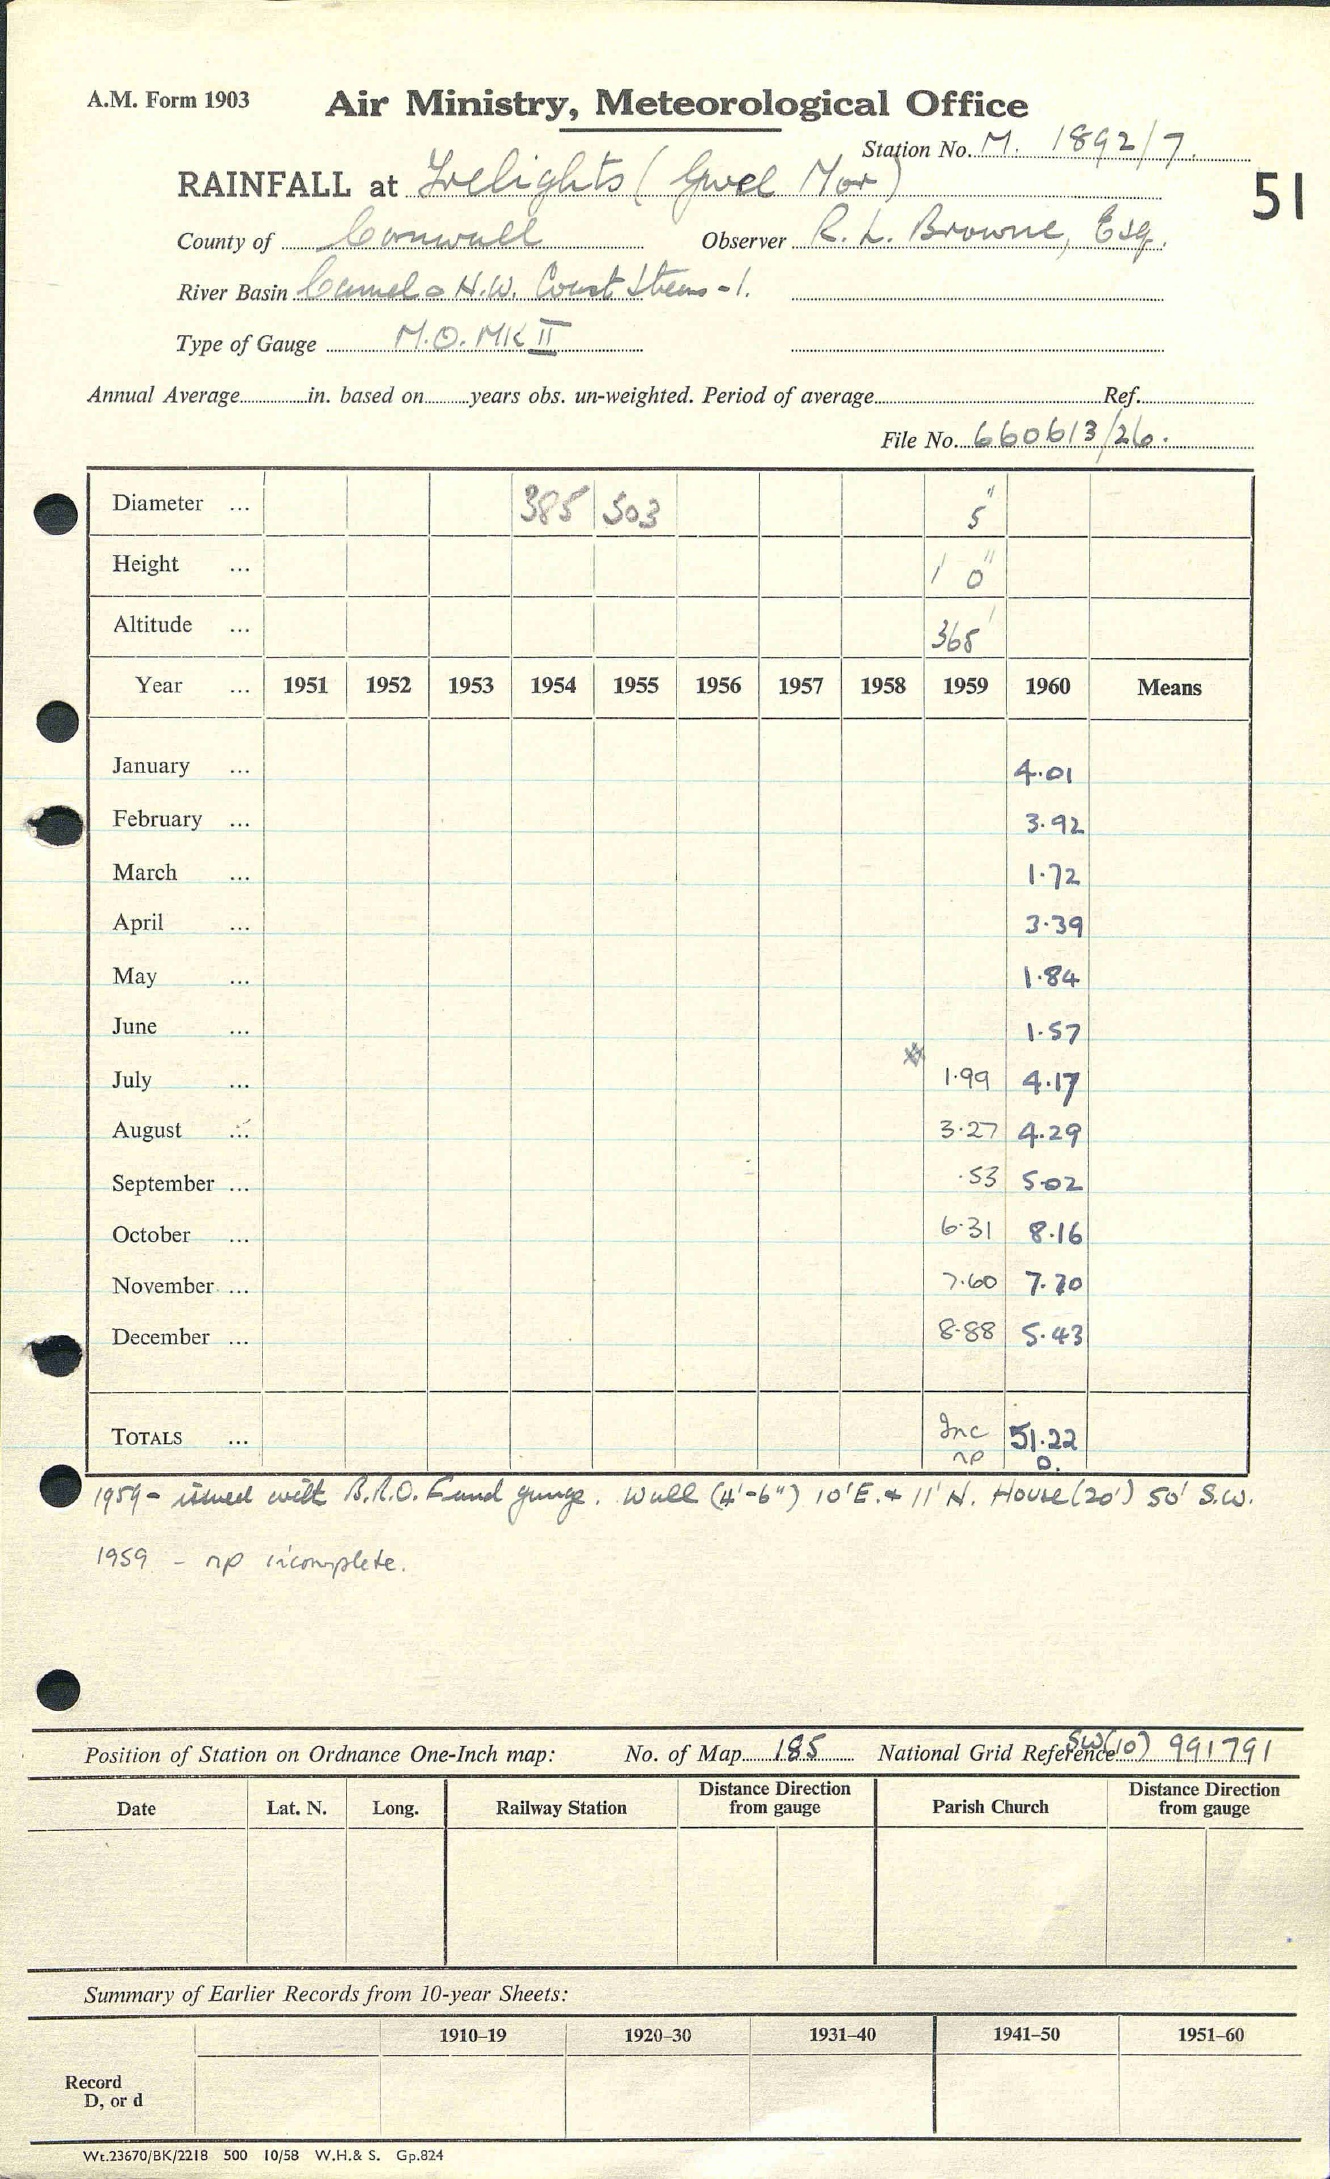 A.M. Form 1903
Air Ministry, Meteorological Office
Station No. M. 1892/7.
RAINFALL at Trelights (Gwel Mor)
51
County of Cornwall Observer R. L. Browne, Esq.
River Basin Camel & N.W. Coast Streams - 1.
Type of Gauge M.O. MK II
Annual Average in. based on years obs. un-weighted. Period of average Ref.
File No. 660613/26.
Diameter ... 385 503 5"
Height ... 1' 0"
Altitude ... 365'
Year ... 1951 1952 1953 1954 1955 1956 1957 1958 1959 1960 Means
January ... 4.01
February ... 3.92
March ... 1.72
April ... 3.39
May ... 1.84
June ... 1.57
July ... 1.99 4.17
August ... 3.27 4.29
September ... .53 5.02
October ... 6.31 8.16
November ... 7.60 7.70
December ... 8.88 5.43
TOTALS ... Inc np 51.22 D.
1959 - issued with B.R.O. Fund gauge. Wall (4'-6") 10' E. & 11' N. House (20') 50' S.W.
1959 - np incomplete.
Position of Station on Ordnance One-Inch map: No. of Map 185 National Grid Reference SW(10) 991791
Date Lat. N. Long. Railway Station Distance Direction from gauge Parish Church Distance Direction from gauge
Summary of Earlier Records from 10-year Sheets:
1910–19 1920–30 1931–40 1941–50 1951–60
Record
D, or d
Wt.23670/BK/2218 500 10/58 W.H.& S. Gp.824